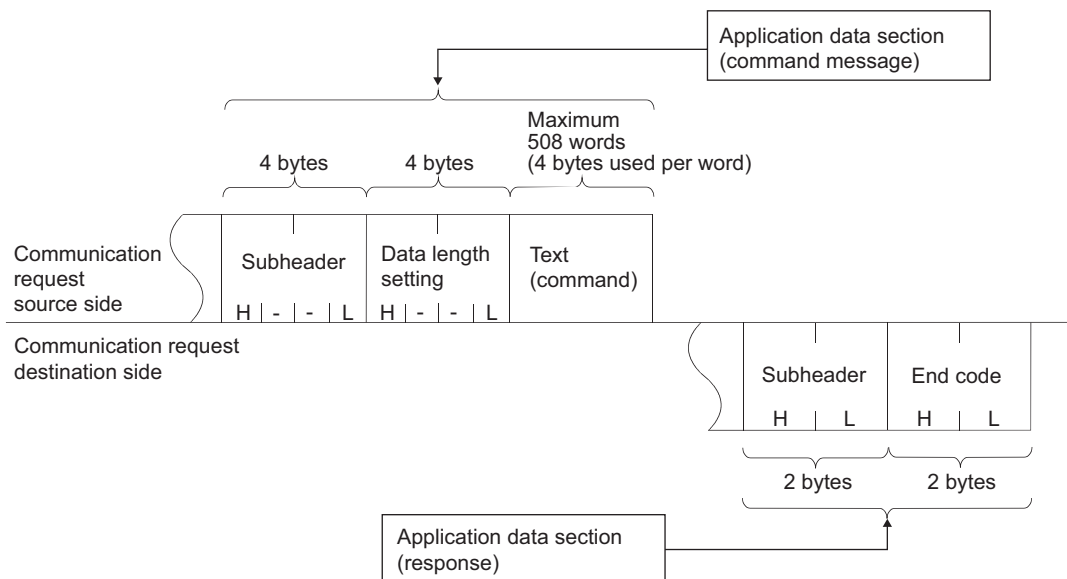 Application data section
(command message)
Maximum
508 words
(4 bytes used per word)
4 bytes
4 bytes
Communication
request
source side
Subheader
Data length
setting
Text
(command)
H - - L H - - L
Communication request
destination side
Subheader
End code
H L H L
2 bytes
2 bytes
Application data section
(response)